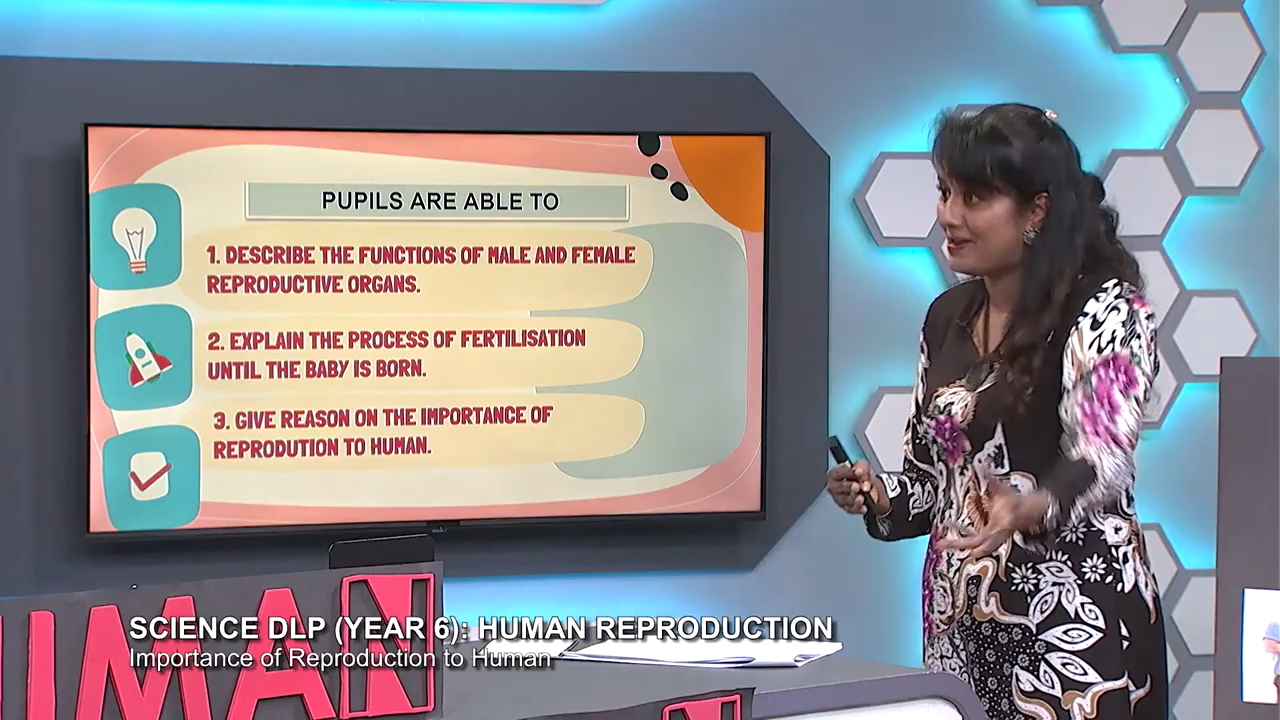 PUPILS ARE ABLE TO
1. DESCRIBE THE FUNCTIONS OF MALE AND FEMALE
REPRODUCTIVE ORGANS.
2. EXPLAIN THE PROCESS OF FERTILISATION
UNTIL THE BABY IS BORN.
3. GIVE REASON ON THE IMPORTANCE OF
REPRODUTION TO HUMAN.
HUMAN
SCIENCE DLP (YEAR 6): HUMAN REPRODUCTION
Importance of Reproduction to Human